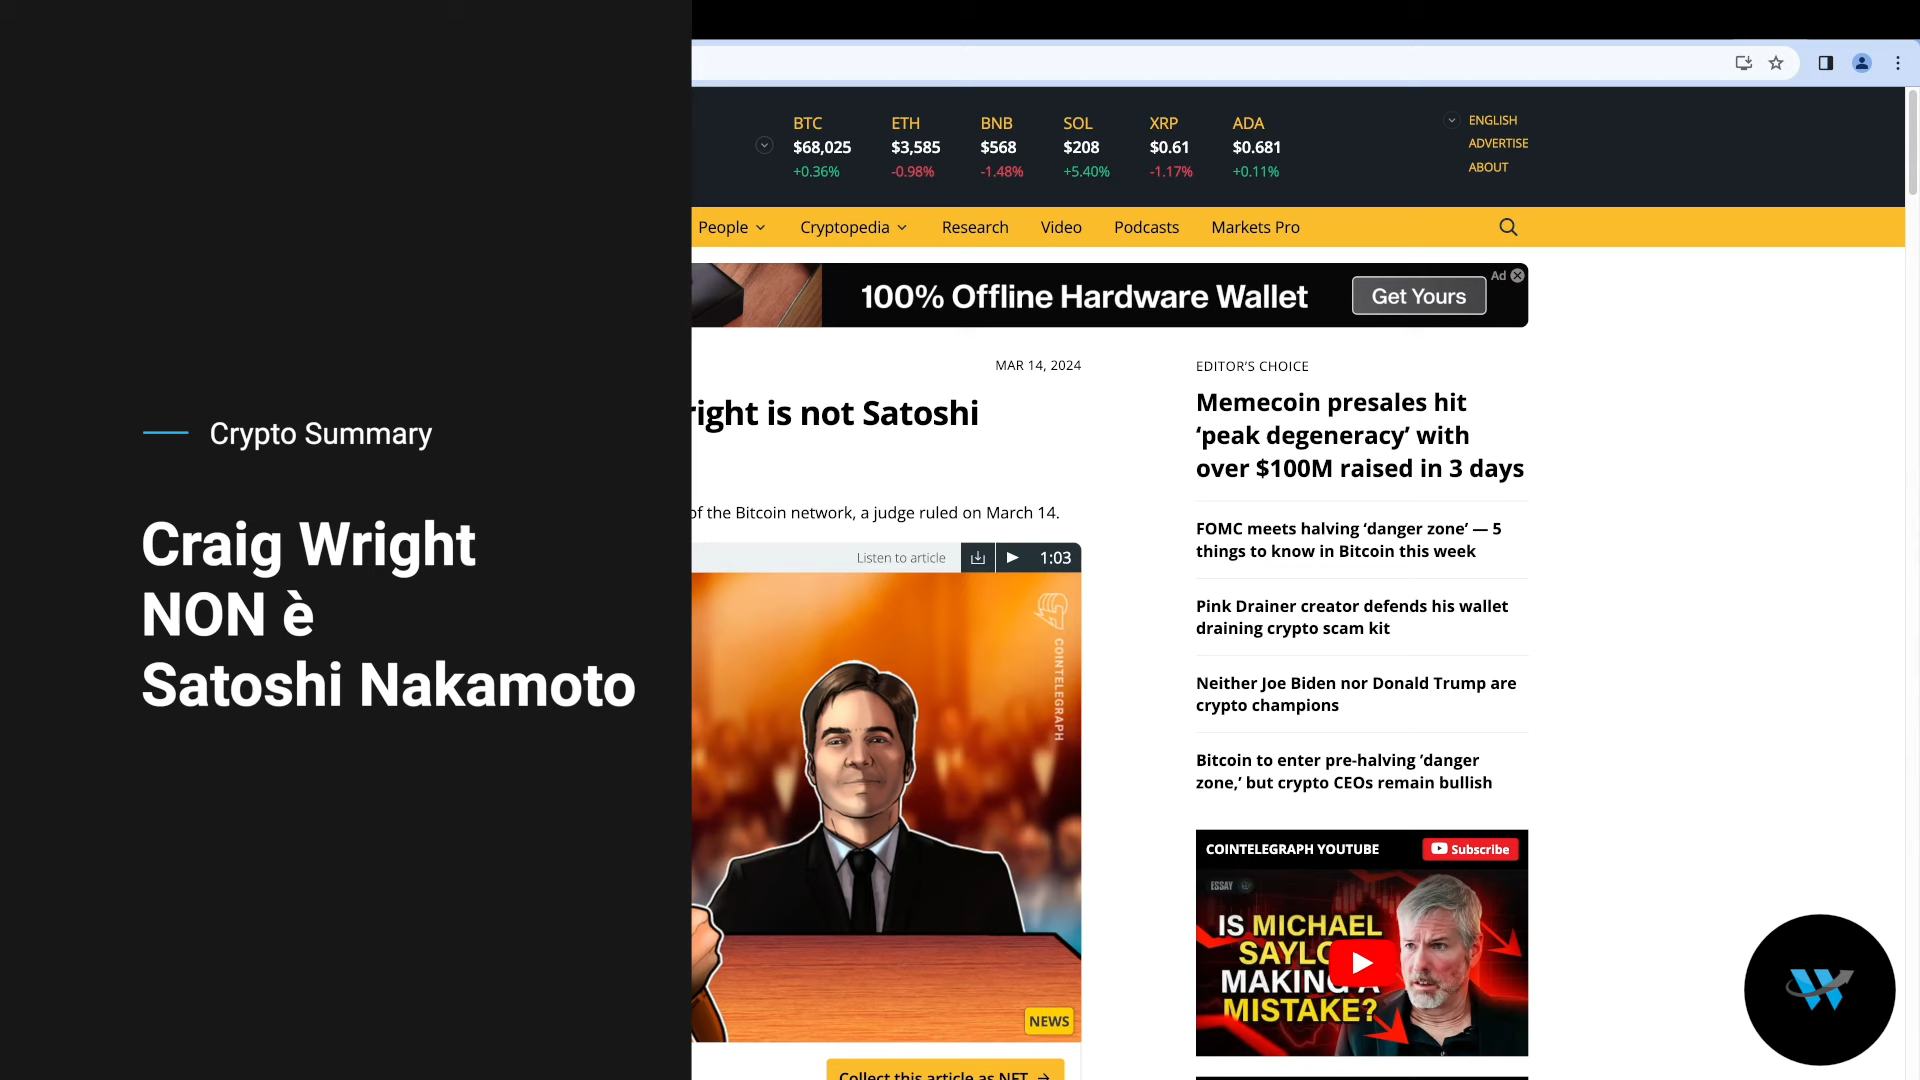 Crypto Summary
Craig Wright
NON è
Satoshi Nakamoto
BTC
$68,025
+0.36%
ETH
$3,585
-0.98%
BNB
$568
-1.48%
SOL
$208
+5.40%
XRP
$0.61
-1.17%
ADA
$0.681
+0.11%
ENGLISH
ADVERTISE
ABOUT
People
Cryptopedia
Research
Video
Podcasts
Markets Pro
100% Offline Hardware Wallet
Get Yours
Ad
MAR 14, 2024
right is not Satoshi
of the Bitcoin network, a judge ruled on March 14.
Listen to article
1:03
COINTELEGRAPH
NEWS
Collect this article as NFT →
EDITOR'S CHOICE
Memecoin presales hit
‘peak degeneracy’ with
over $100M raised in 3 days
FOMC meets halving ‘danger zone’ — 5
things to know in Bitcoin this week
Pink Drainer creator defends his wallet
draining crypto scam kit
Neither Joe Biden nor Donald Trump are
crypto champions
Bitcoin to enter pre-halving ‘danger
zone,’ but crypto CEOs remain bullish
COINTELEGRAPH YOUTUBE
Subscribe
ESSAY
IS MICHAEL
SAYLO
MAKING A
MISTAKE?
W